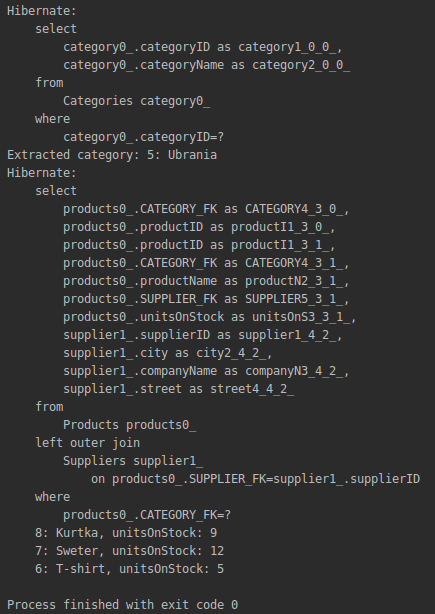 Hibernate:
    select
        category0_.categoryID as category1_0_0_,
        category0_.categoryName as category2_0_0_
    from
        Categories category0_
    where
        category0_.categoryID=?
Extracted category: 5: Ubrania
Hibernate:
    select
        products0_.CATEGORY_FK as CATEGORY4_3_0_,
        products0_.productID as productI1_3_0_,
        products0_.productID as productI1_3_1_,
        products0_.CATEGORY_FK as CATEGORY4_3_1_,
        products0_.productName as productN2_3_1_,
        products0_.SUPPLIER_FK as SUPPLIER5_3_1_,
        products0_.unitsOnStock as unitsOnS3_3_1_,
        supplier1_.supplierID as supplier1_4_2_,
        supplier1_.city as city2_4_2_,
        supplier1_.companyName as companyN3_4_2_,
        supplier1_.street as street4_4_2_
    from
        Products products0_
    left outer join
        Suppliers supplier1_
            on products0_.SUPPLIER_FK=supplier1_.supplierID
    where
        products0_.CATEGORY_FK=?
    8: Kurtka, unitsOnStock: 9
    7: Sweter, unitsOnStock: 12
    6: T-shirt, unitsOnStock: 5

Process finished with exit code 0